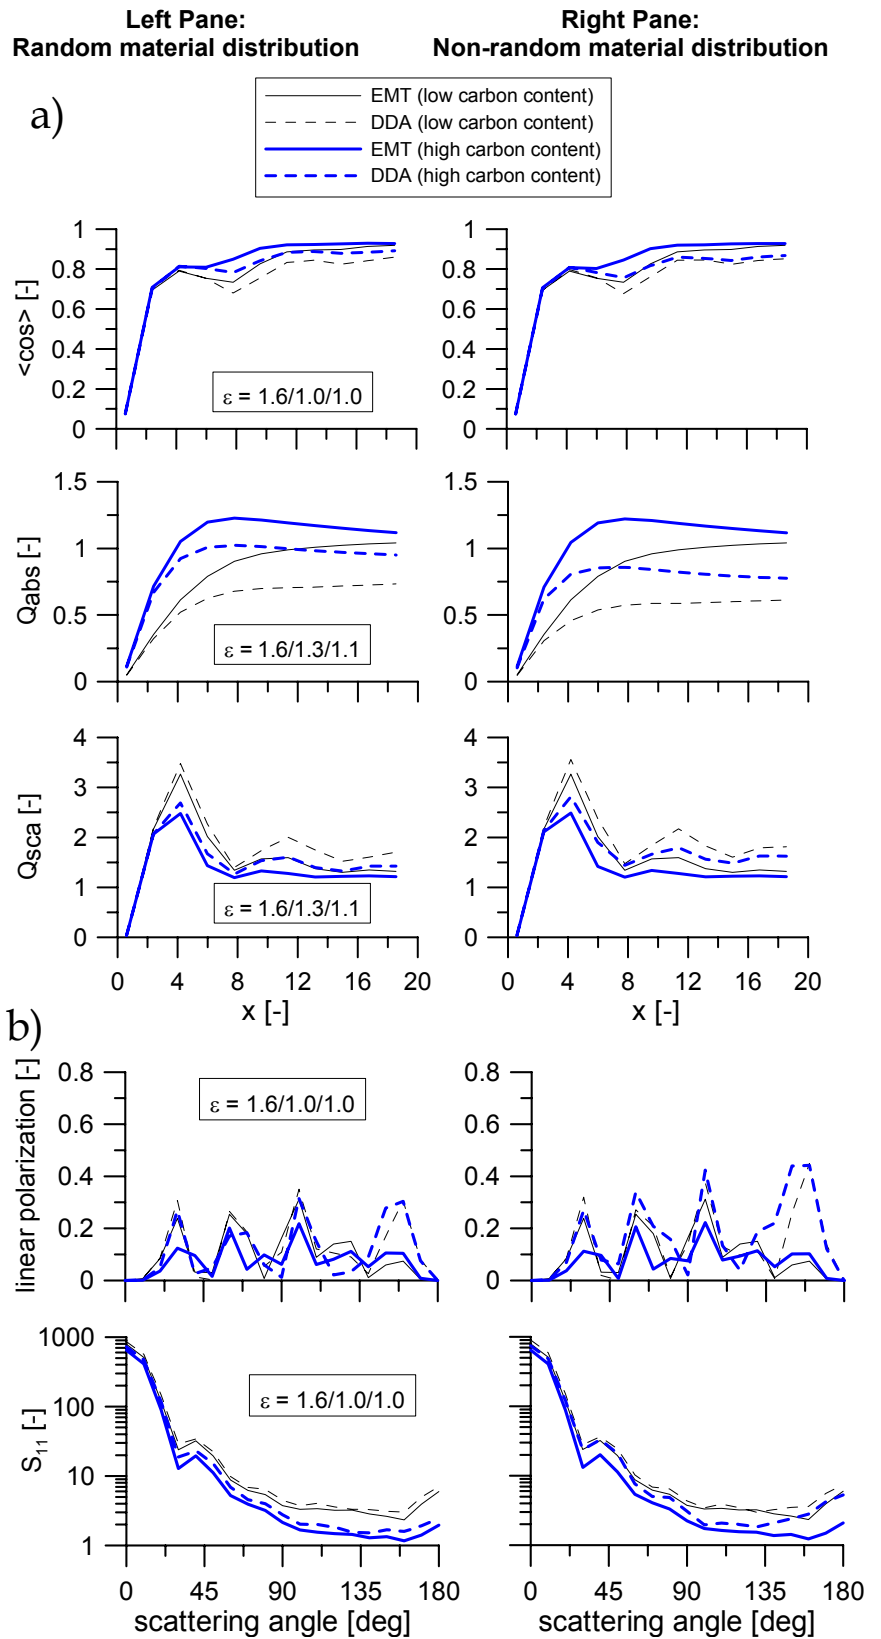 Left Pane:
Random material distribution
Right Pane:
Non-random material distribution
a)
EMT (low carbon content)
DDA (low carbon content)
EMT (high carbon content)
DDA (high carbon content)
<cos> [-]
1
0.8
0.6
0.4
0.2
0
ε = 1.6/1.0/1.0
1
0.8
0.6
0.4
0.2
0
Qabs [-]
1.5
1
0.5
0
ε = 1.6/1.3/1.1
1.5
1
0.5
0
Qsca [-]
4
3
2
1
0
ε = 1.6/1.3/1.1
0 4 8 12 16 20
x [-]
4
3
2
1
0
0 4 8 12 16 20
x [-]
b)
linear polarization [-]
0.8
0.6
0.4
0.2
0
ε = 1.6/1.0/1.0
0.8
0.6
0.4
0.2
0
S11 [-]
1000
100
10
1
ε = 1.6/1.0/1.0
0 45 90 135 180
scattering angle [deg]
0 45 90 135 180
scattering angle [deg]